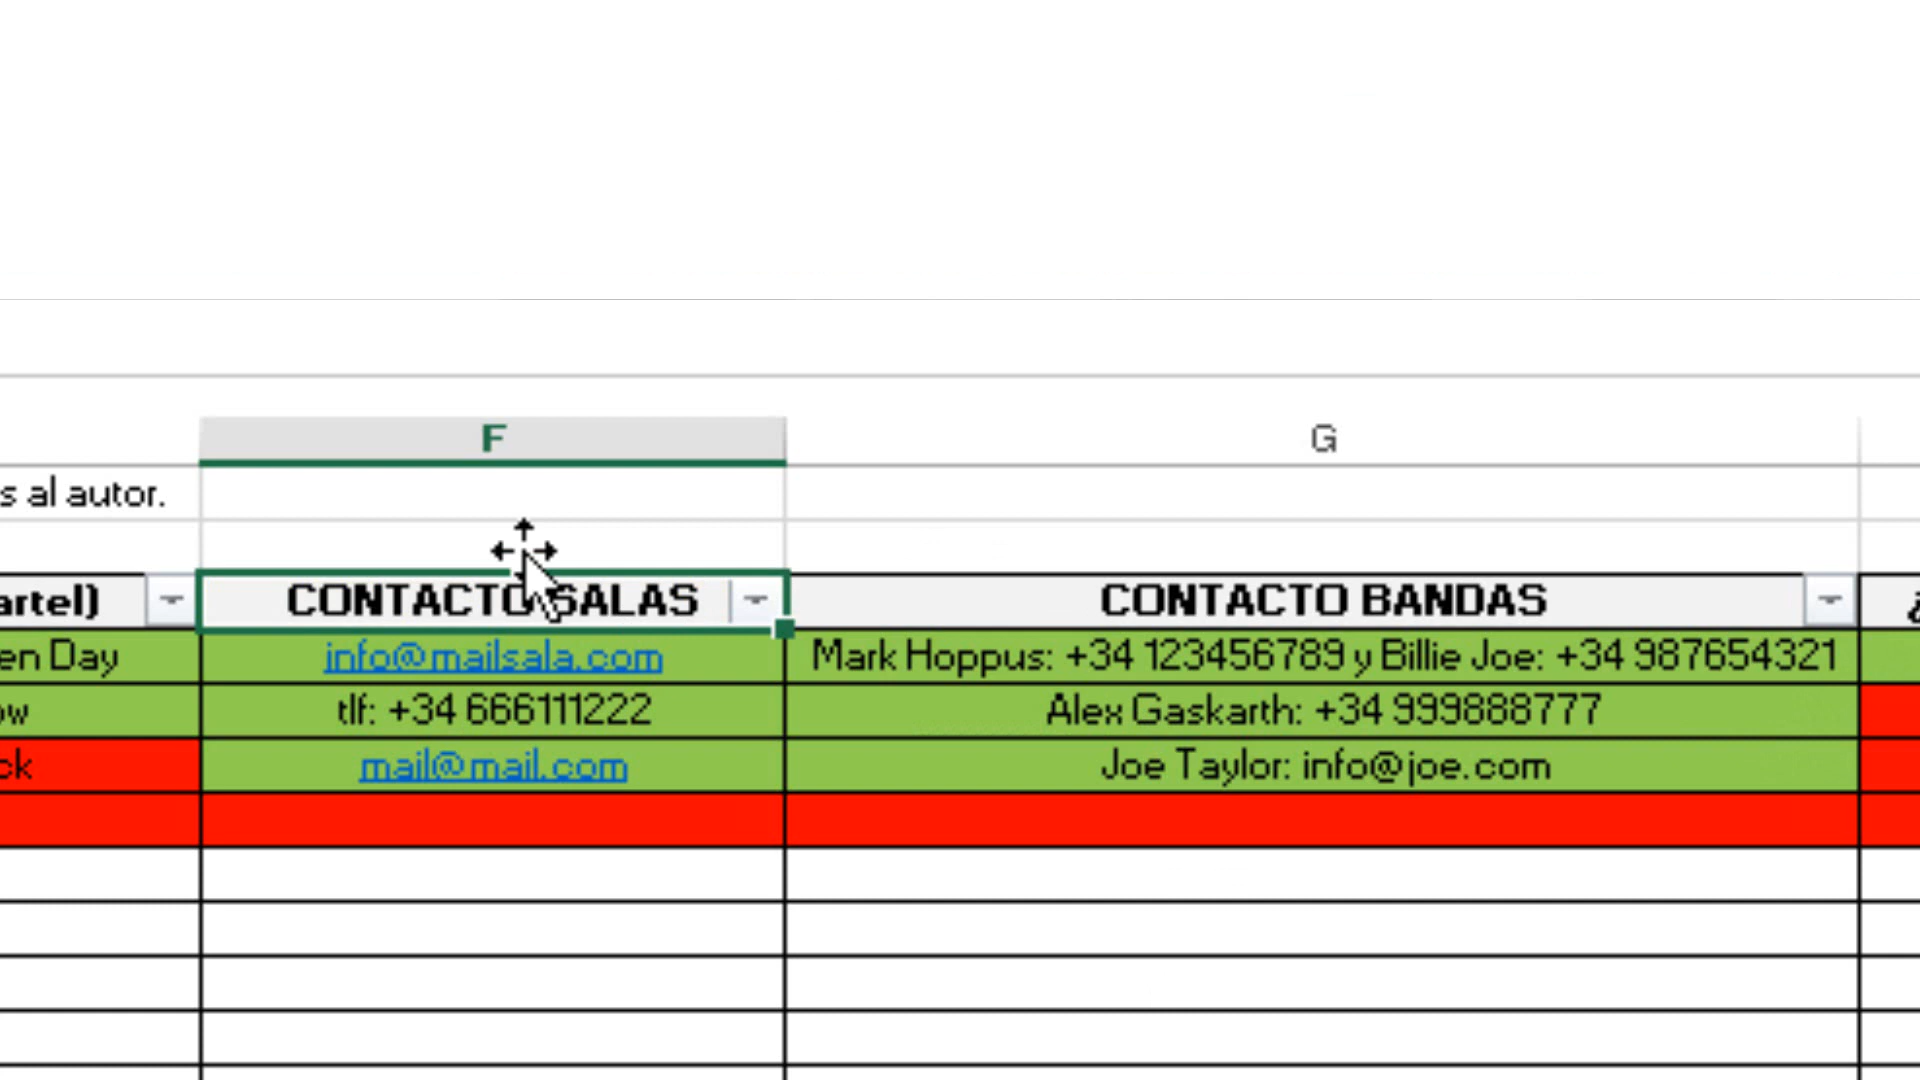 F G
s al autor.
artel) CONTACTO SALAS CONTACTO BANDAS ¿
en Day info@mailsala.com Mark Hoppus: +34 123456789 y Billie Joe: +34 987654321
ow tlf: +34 666111222 Alex Gaskarth: +34 999888777
ck mail@mail.com Joe Taylor: info@joe.com